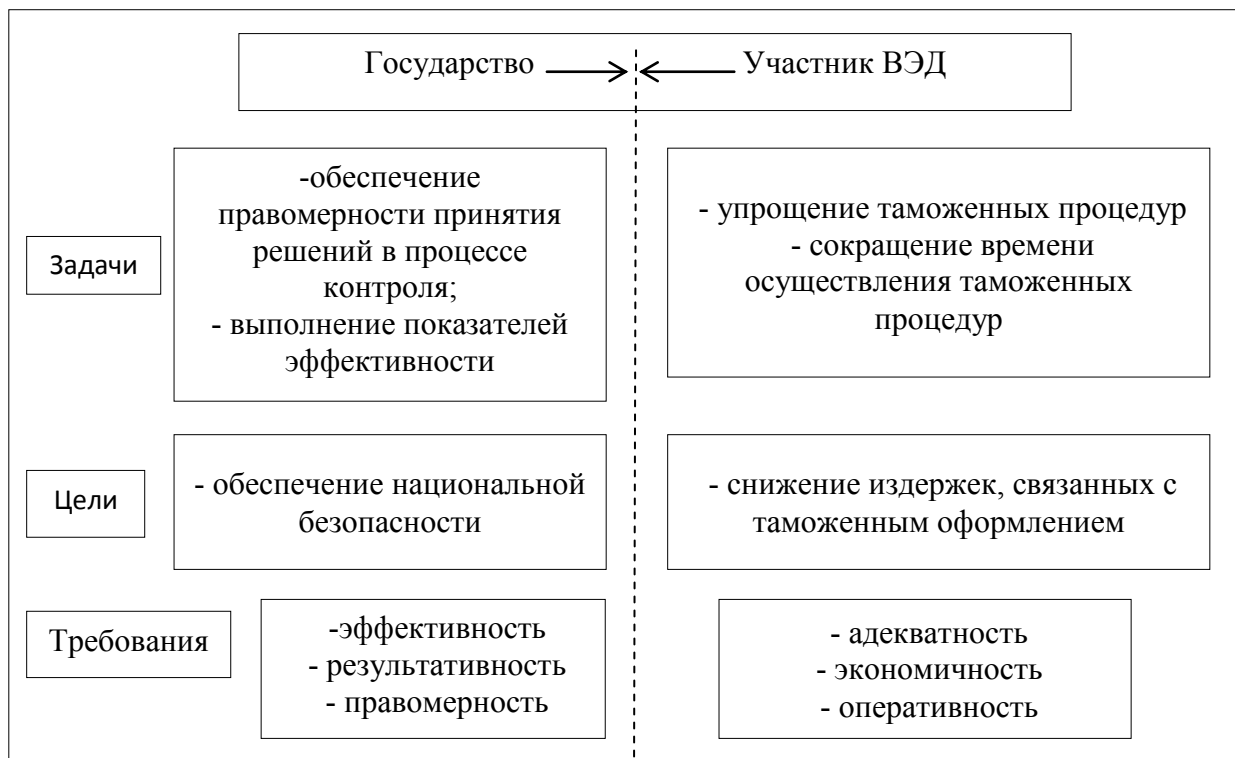 Государство
Участник ВЭД
Задачи
-обеспечение
правомерности принятия
решений в процессе
контроля;
- выполнение показателей
эффективности
- упрощение таможенных процедур
- сокращение времени
осуществления таможенных
процедур
Цели
- обеспечение национальной
безопасности
- снижение издержек, связанных с
таможенным оформлением
Требования
-эффективность
- результативность
- правомерность
- адекватность
- экономичность
- оперативность